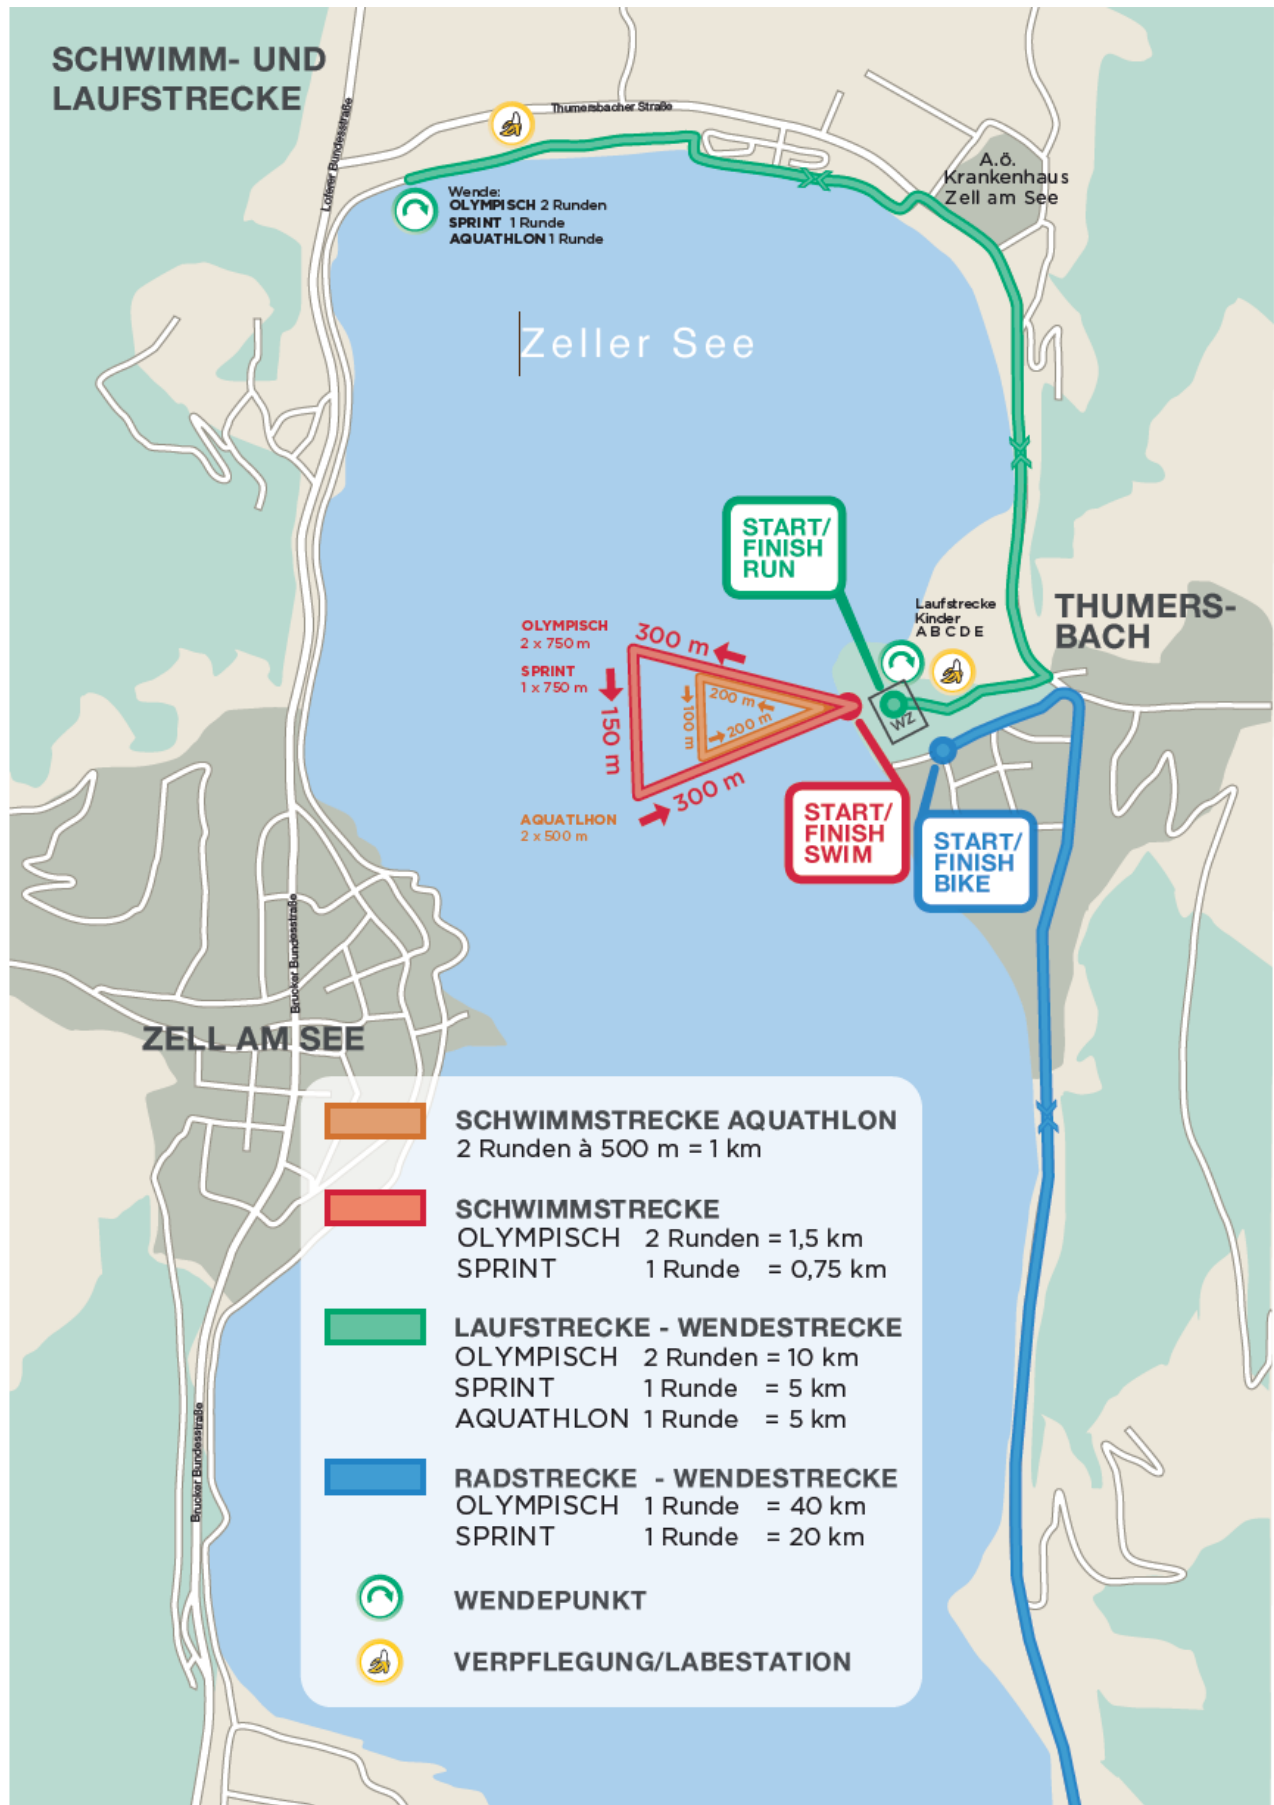 SCHWIMM- UND
LAUFSTRECKE
Loferer Bundesstraße
Thumersbacher Straße
A.ö.
Krankenhaus
Zell am See
Wende:
OLYMPISCH 2 Runden
SPRINT 1 Runde
AQUATHLON 1 Runde
Zeller See
START/
FINISH
RUN
Laufstrecke
Kinder
A B C D E
THUMERS-
BACH
OLYMPISCH
2 x 750 m
SPRINT
1 x 750 m
300 m
150 m
300 m
200 m
100 m
200 m
WZ
AQUATLHON
2 x 500 m
START/
FINISH
SWIM
START/
FINISH
BIKE
Brucker Bundesstraße
ZELL AM SEE
SCHWIMMSTRECKE AQUATHLON
2 Runden à 500 m = 1 km
SCHWIMMSTRECKE
OLYMPISCH 2 Runden = 1,5 km
SPRINT 1 Runde = 0,75 km
LAUFSTRECKE - WENDESTRECKE
OLYMPISCH 2 Runden = 10 km
SPRINT 1 Runde = 5 km
AQUATHLON 1 Runde = 5 km
Brucker Bundesstraße
RADSTRECKE - WENDESTRECKE
OLYMPISCH 1 Runde = 40 km
SPRINT 1 Runde = 20 km
WENDEPUNKT
VERPFLEGUNG/LABESTATION